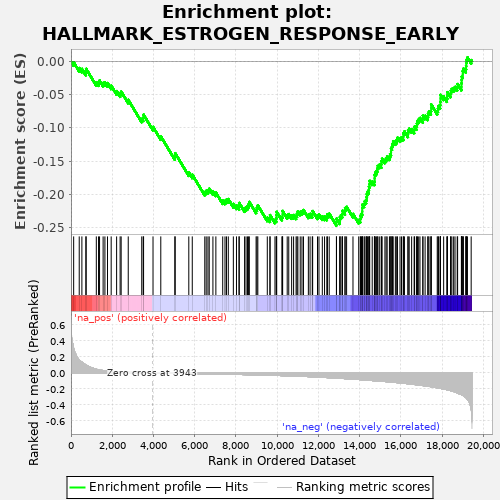 Enrichment plot:
HALLMARK_ESTROGEN_RESPONSE_EARLY
Enrichment score (ES)
0.00
-0.05
-0.10
-0.15
-0.20
-0.25
'na_pos' (positively correlated)
Ranked list metric (PreRanked)
0.6
0.4
0.2
0.0
-0.2
-0.4
-0.6
Zero cross at 3943
'na_neg' (negatively correlated)
0
2,000
4,000
6,000
8,000
10,000
12,000
14,000
16,000
18,000
20,000
Rank in Ordered Dataset
Enrichment profile
Hits
Ranking metric scores